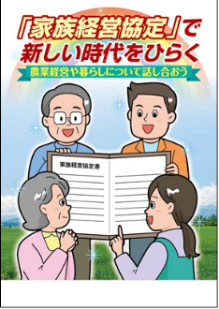 「家族経営協定」で
新しい時代をひらく
農業経営や暮らしについて話し合おう
家族経営協定書